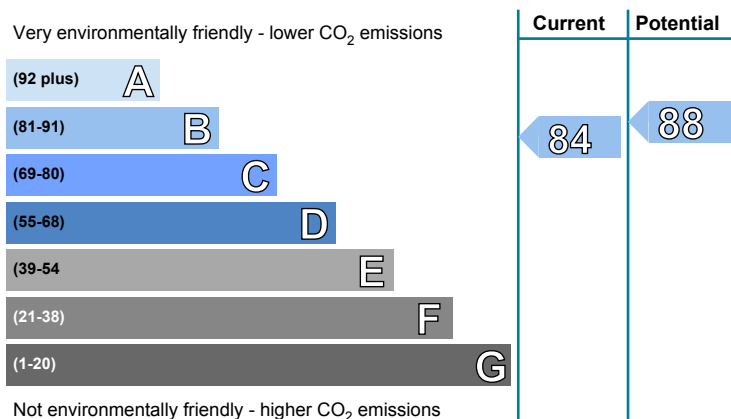 Very environmentally friendly - lower CO2 emissions
Current
Potential
(92 plus) A
(81-91) B
84
88
(69-80) C
(55-68) D
(39-54 E
(21-38) F
(1-20) G
Not environmentally friendly - higher CO2 emissions